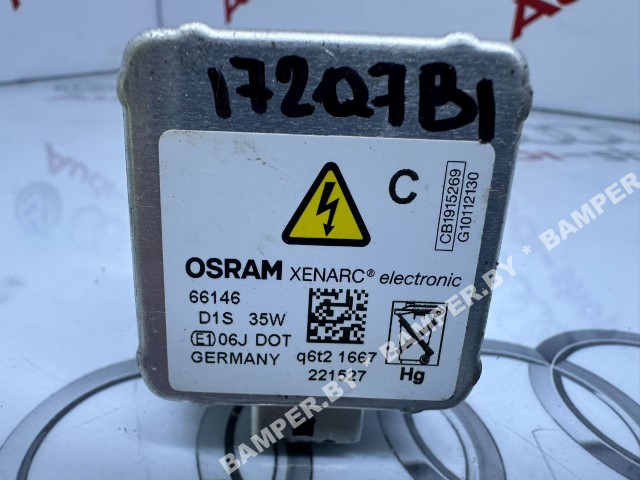 17207B1
C
CB1915269
G10112130
OSRAM XENARC® electronic
66146
D1S 35W
E1 06J DOT
GERMANY
q6t2 1667
221527
Hg
BAMPER.BY * BAMPER.BY * BAMPER.BY